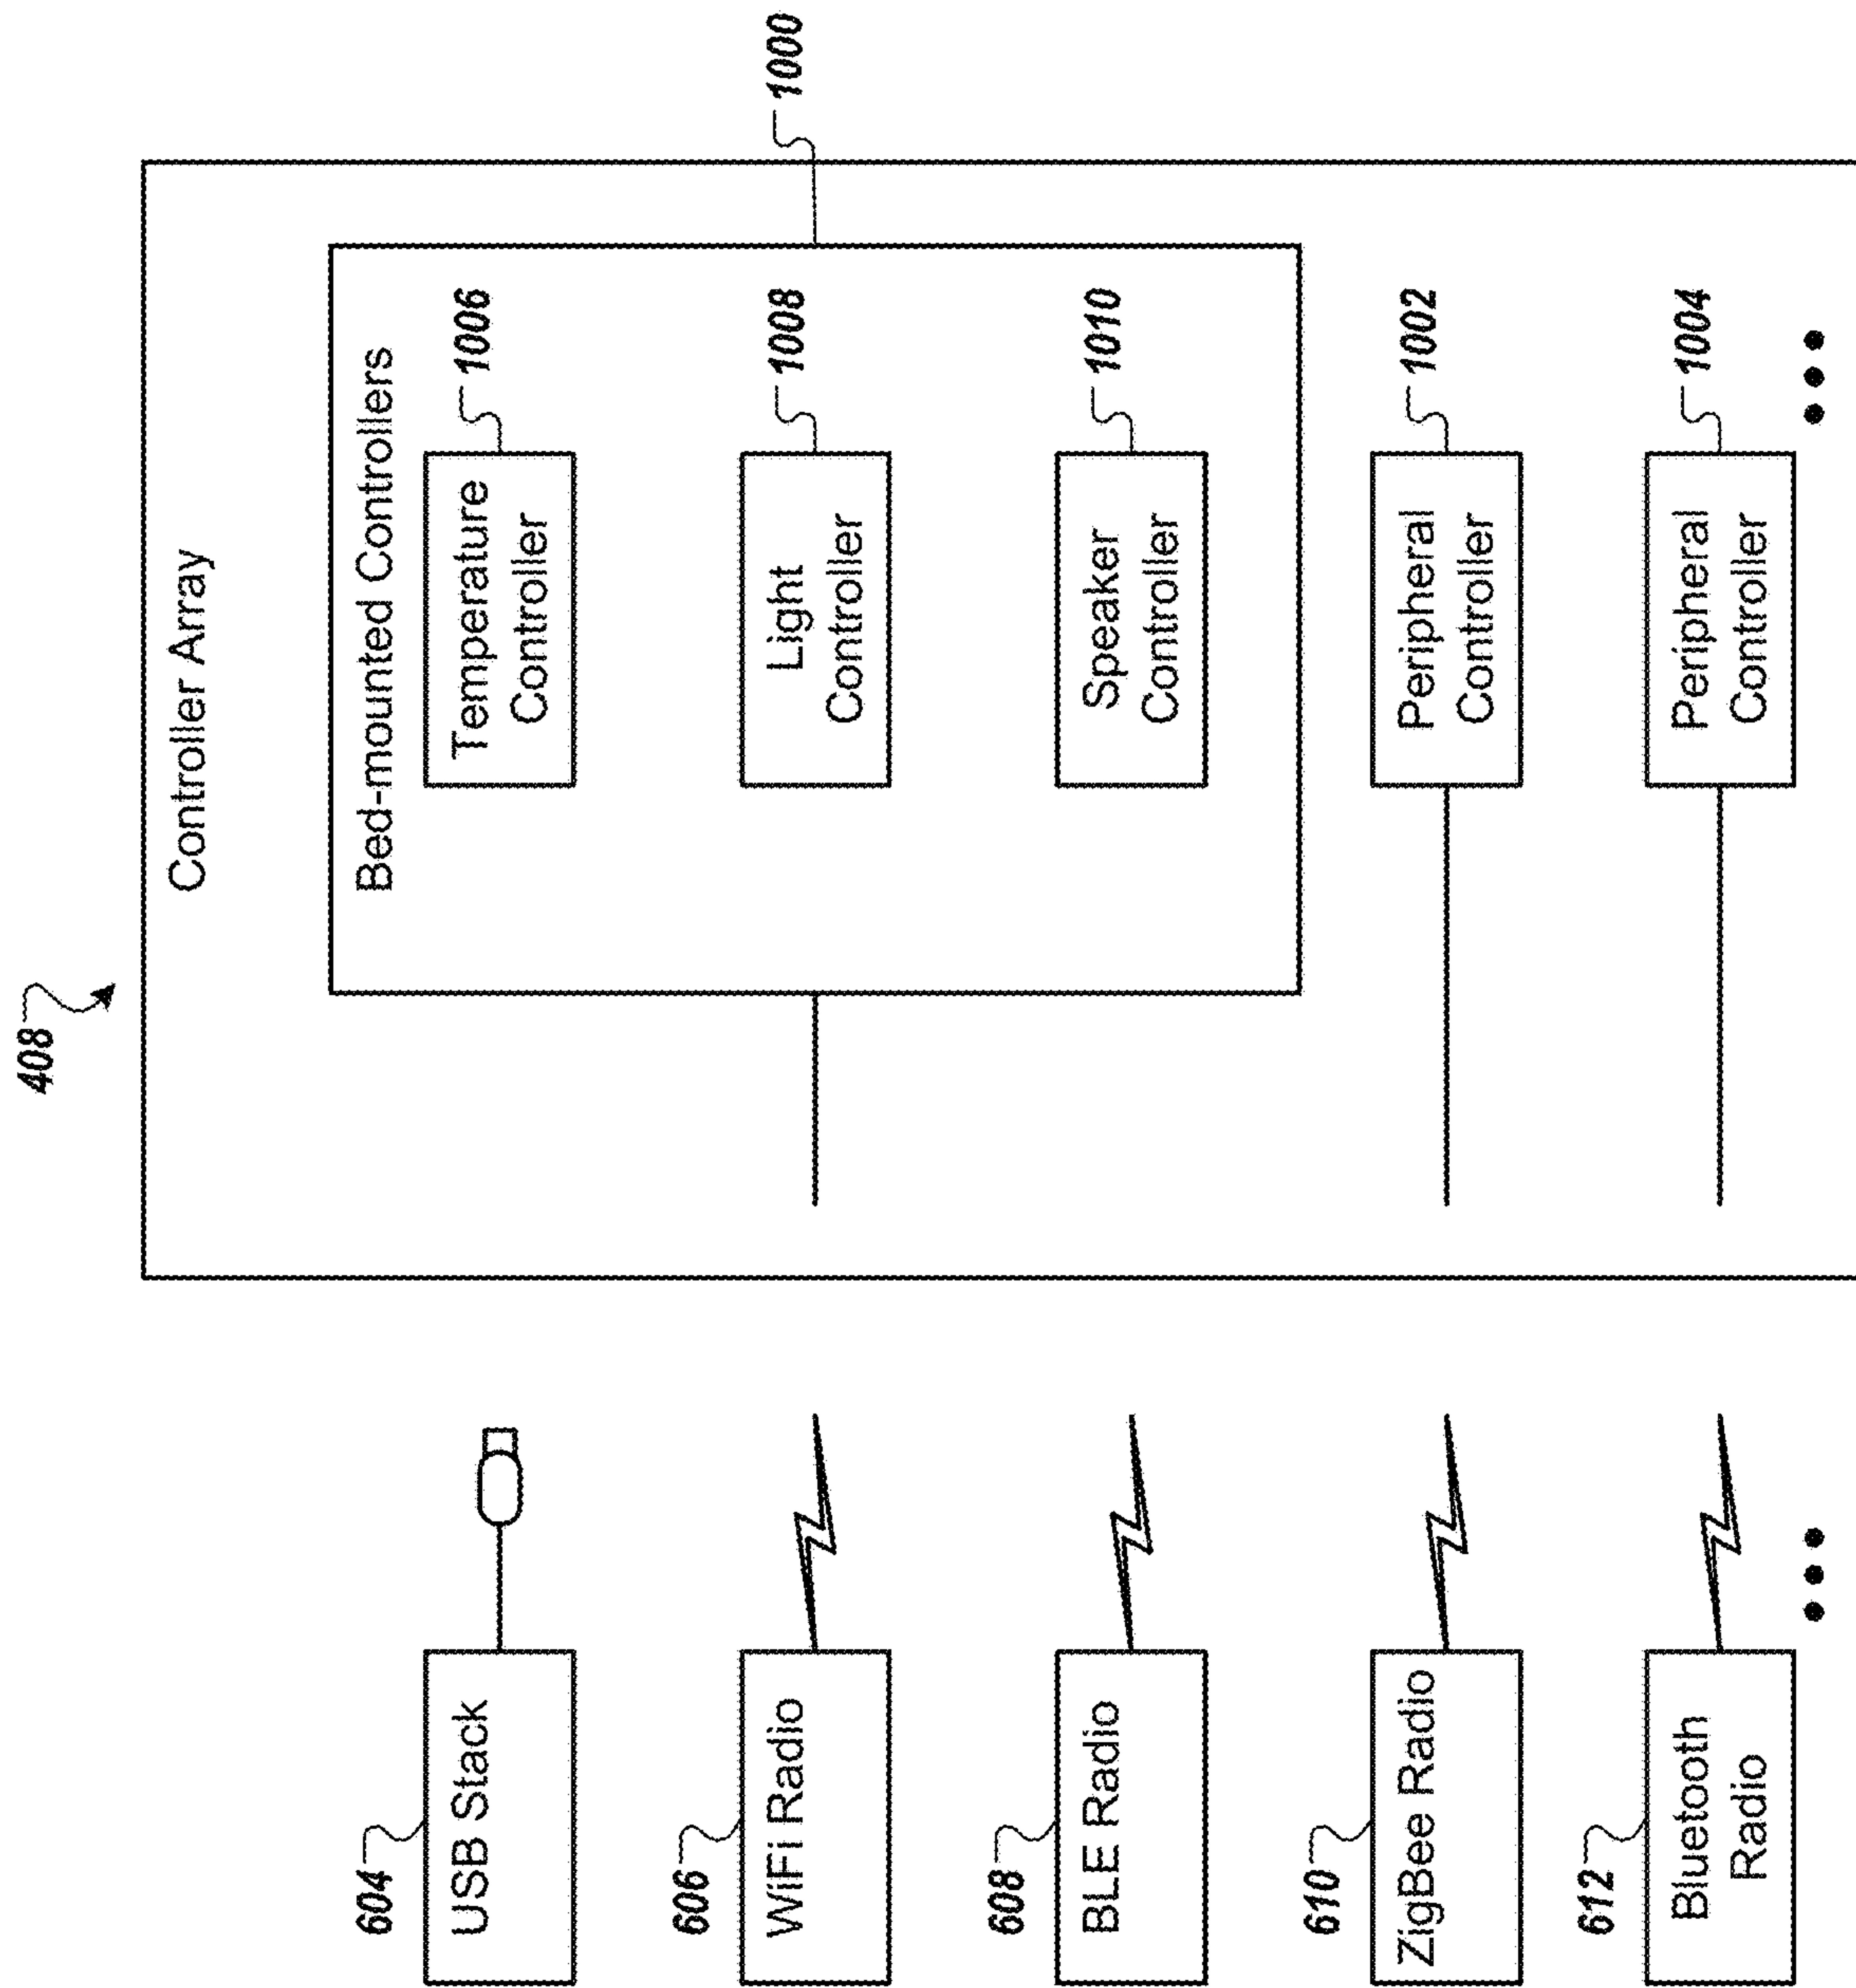 408
Controller Array
604
USB Stack
606
WiFi Radio
608
BLE Radio
610
ZigBee Radio
612
Bluetooth
Radio
Bed-mounted Controllers
1000
Temperature
Controller
1006
Light
Controller
1008
Speaker
Controller
1010
Peripheral
Controller
1002
Peripheral
Controller
1004